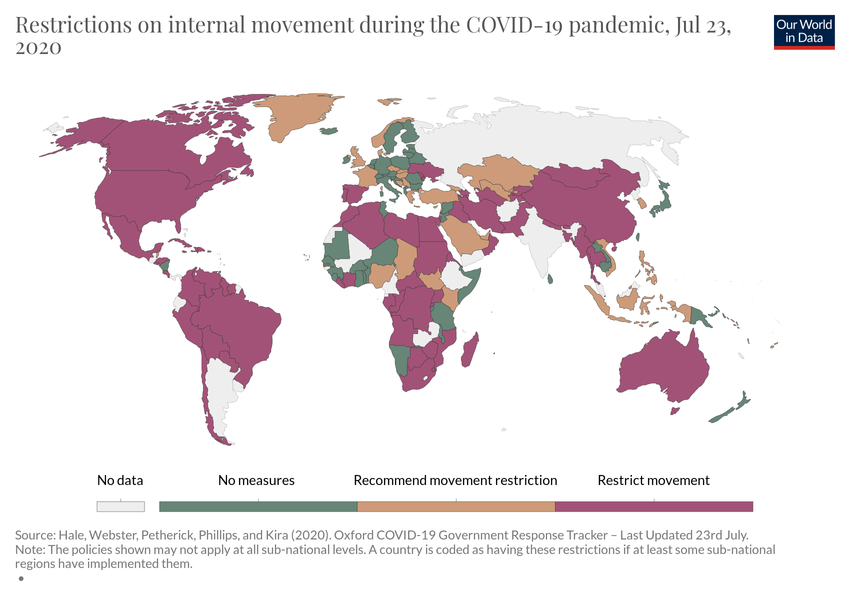 Restrictions on internal movement during the COVID-19 pandemic, Jul 23,
2020
Our World
in Data
No data
No measures
Recommend movement restriction
Restrict movement
Source: Hale, Webster, Petherick, Phillips, and Kira (2020). Oxford COVID-19 Government Response Tracker – Last Updated 23rd July.
Note: The policies shown may not apply at all sub-national levels. A country is coded as having these restrictions if at least some sub-national
regions have implemented them.
•